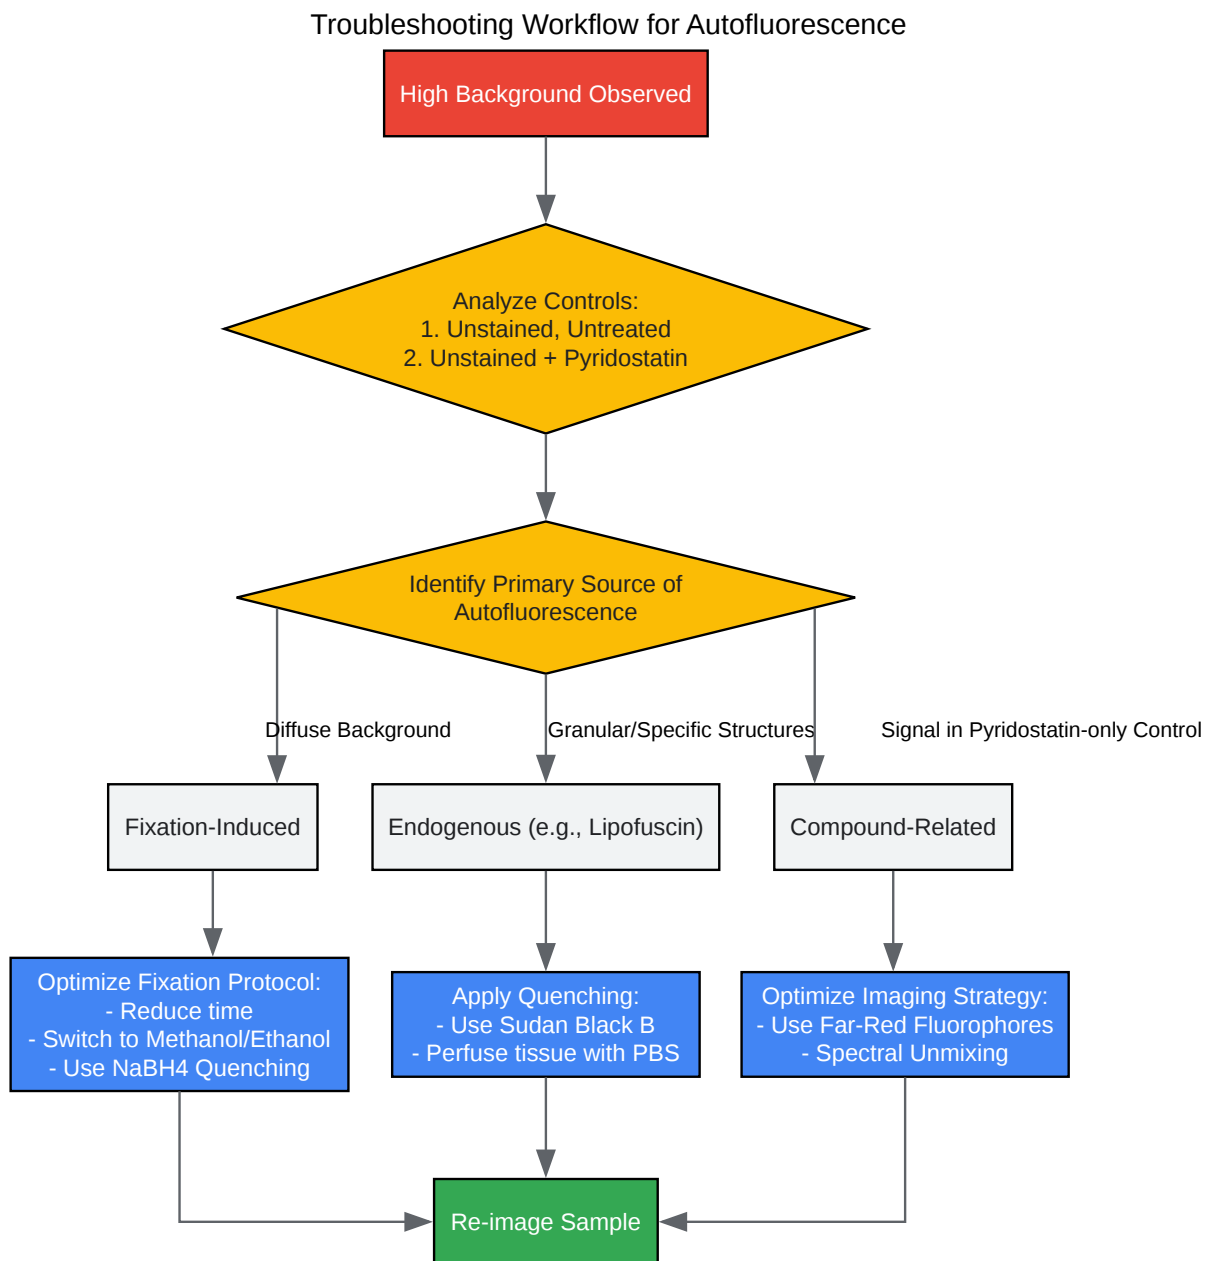 Troubleshooting Workflow for Autofluorescence
High Background Observed
Analyze Controls:
1. Unstained, Untreated
2. Unstained + Pyridostatin
Identify Primary Source of
Autofluorescence
Diffuse Background
Granular/Specific Structures
Signal in Pyridostatin-only Control
Fixation-Induced
Endogenous (e.g., Lipofuscin)
Compound-Related
Optimize Fixation Protocol:
- Reduce time
- Switch to Methanol/Ethanol
- Use NaBH4 Quenching
Apply Quenching:
- Use Sudan Black B
- Perfuse tissue with PBS
Optimize Imaging Strategy:
- Use Far-Red Fluorophores
- Spectral Unmixing
Re-image Sample